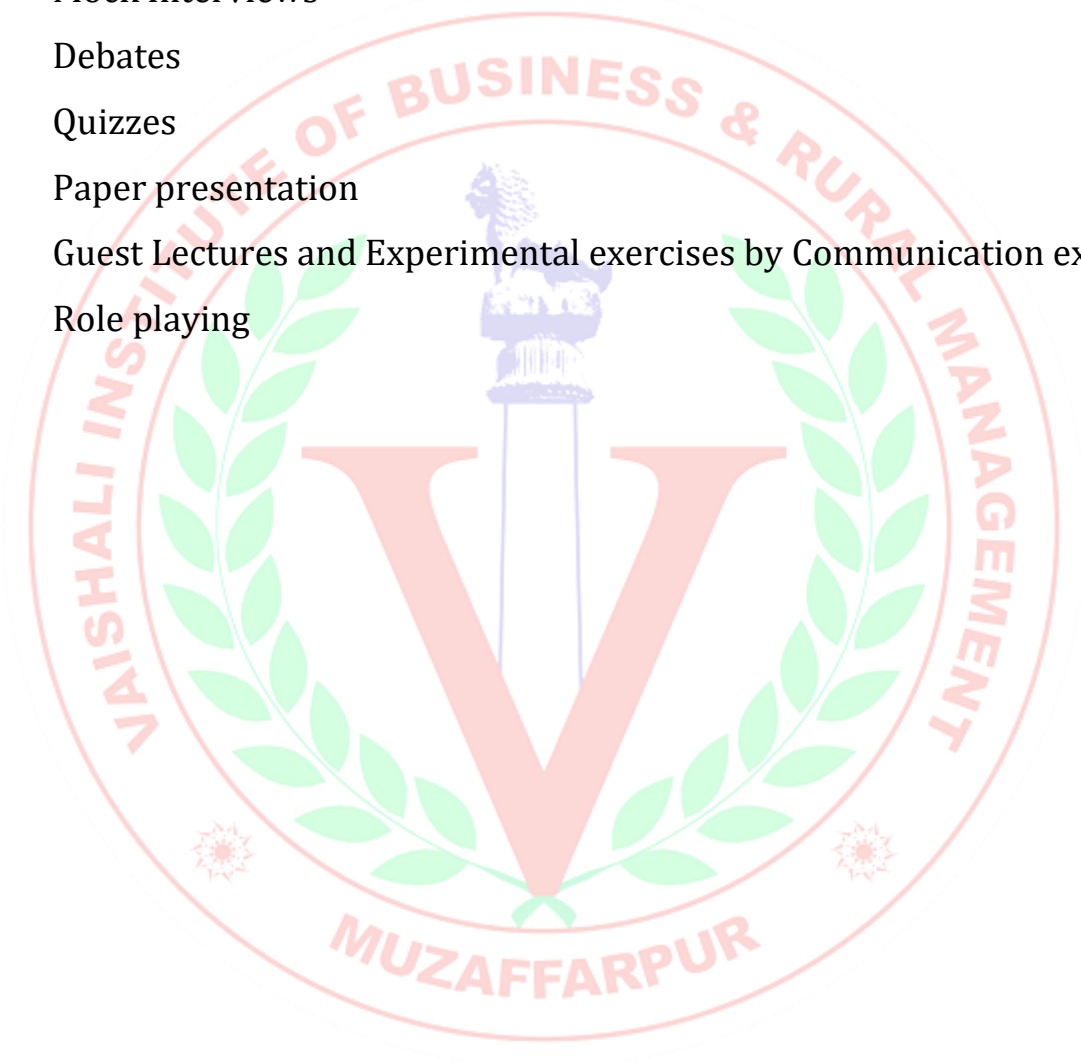 Debates
Quizzes
Paper presentation
Guest Lectures and Experimental exercises by Communication
Role playing
VAISHALI INSTITUTE OF BUSINESS & RURAL MANAGEMENT
MUZAFFARPUR